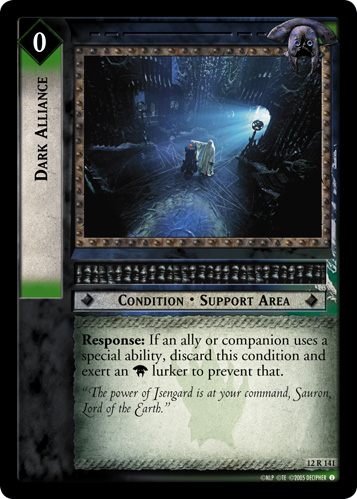 0
DARK ALLIANCE
CONDITION • SUPPORT AREA
Response: If an ally or companion uses a
special ability, discard this condition and
exert an lurker to prevent that.
"The power of Isengard is at your command, Sauron,
Lord of the Earth."
12 R 141
©NLP ©TE ©2005 DECIPHER